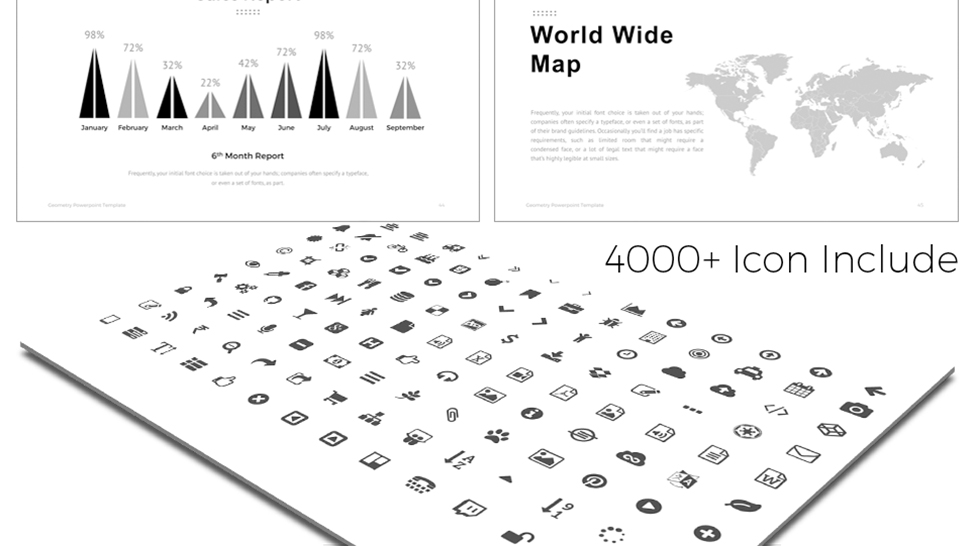 98%
72%
32%
22%
42%
72%
98%
72%
32%
January February March April May June July August September
6th Month Report
Frequently, your initial font choice is taken out of your hands; companies often specify a typeface,
or even a set of fonts, as part.
Geometry Powerpoint Template
World Wide
Map
Frequently, your initial font choice is taken out of your hands;
companies often specify a typeface, or even a set of fonts, as part
of their brand guidelines. Occasionally you'll find a job has specific
requirements, such as limited room that might require a
condensed face, or a lot of legal text that might require a face
that's highly legible at small sizes.
Geometry Powerpoint Template
4000+ Icon Include